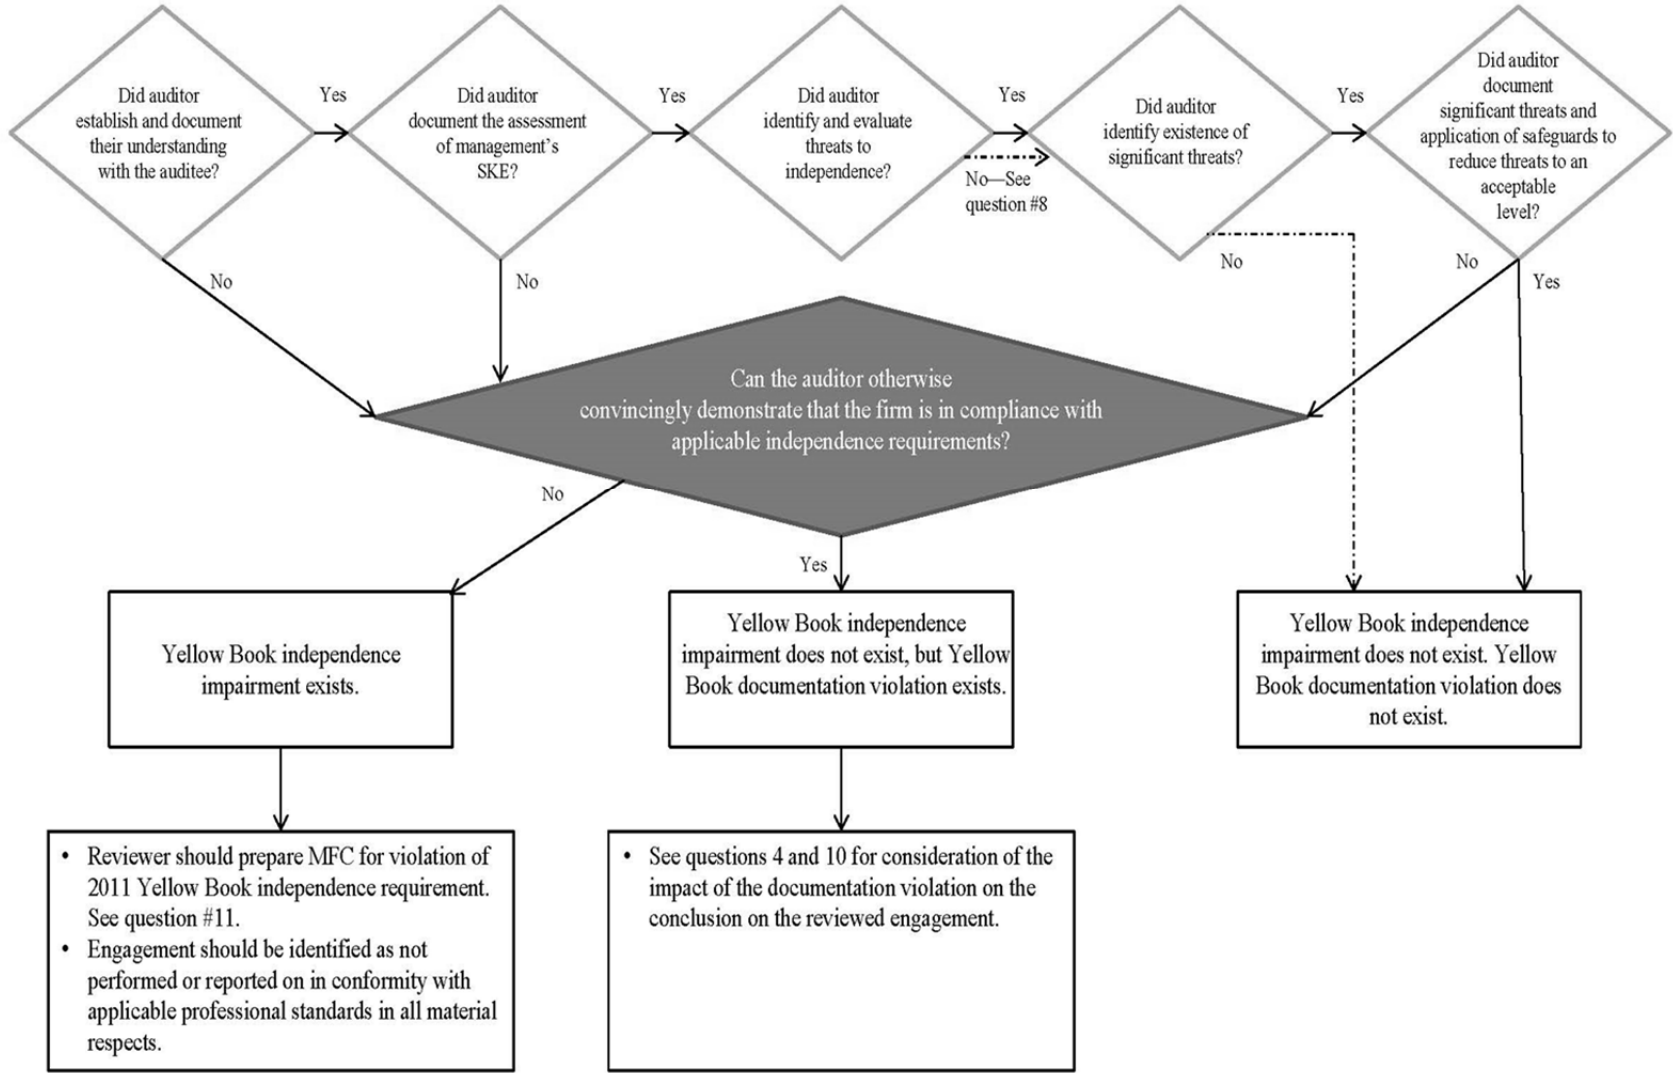 Did auditor
establish and document
their understanding
with the auditee?
Yes
Did auditor
document the assessment
of management's
SKE?
Yes
Did auditor
identify and evaluate
threats to
independence?
Yes
No—See
question #8
Did auditor
identify existence of
significant threats?
Yes
Did auditor
document
significant threats and
application of safeguards to
reduce threats to an
acceptable
level?
No
No
No
No
Yes
Can the auditor otherwise
convincingly demonstrate that the firm is in compliance with
applicable independence requirements?
No
Yes
Yellow Book independence
impairment exists.
Yellow Book independence
impairment does not exist, but Yellow
Book documentation violation exists.
Yellow Book independence
impairment does not exist. Yellow
Book documentation violation does
not exist.
• Reviewer should prepare MFC for violation of
2011 Yellow Book independence requirement.
See question #11.
• Engagement should be identified as not
performed or reported on in conformity with
applicable professional standards in all material
respects.
• See questions 4 and 10 for consideration of the
impact of the documentation violation on the
conclusion on the reviewed engagement.